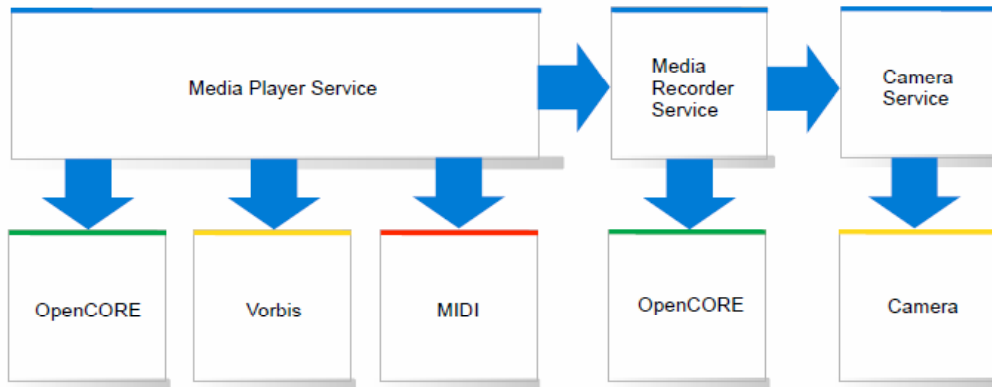 Media Player Service
Media
Recorder
Service
Camera
Service
OpenCORE
Vorbis
MIDI
OpenCORE
Camera